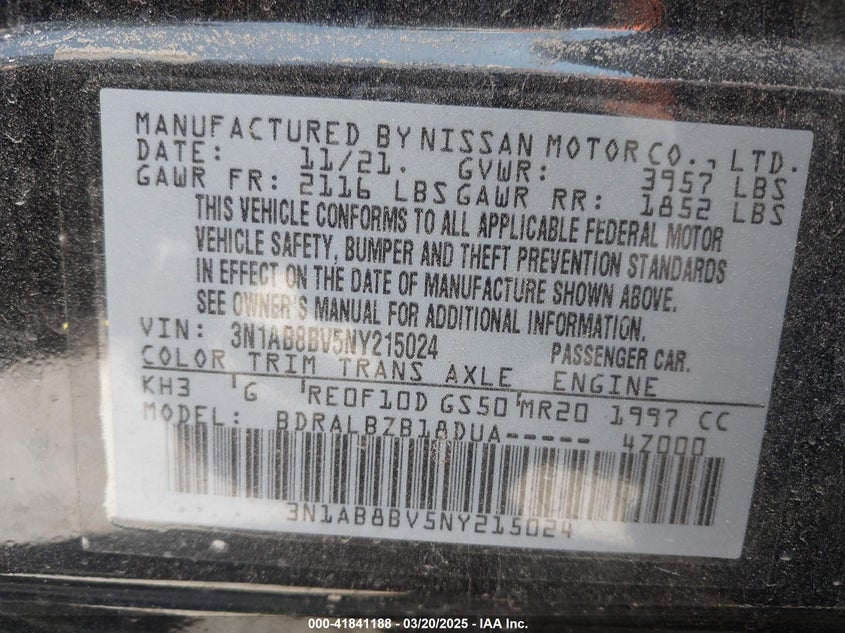 MANUFACTURED BY NISSAN MOTOR CO., LTD.
DATE: 11/21. GVWR: 3957 LBS
GAWR FR: 2116 LBS GAWR RR: 1852 LBS
THIS VEHICLE CONFORMS TO ALL APPLICABLE FEDERAL MOTOR
VEHICLE SAFETY, BUMPER AND THEFT PREVENTION STANDARDS
IN EFFECT ON THE DATE OF MANUFACTURE SHOWN ABOVE.
SEE OWNER'S MANUAL FOR ADDITIONAL INFORMATION.
VIN: 3N1AB8BV5NY215024 PASSENGER CAR.
COLOR TRIM TRANS AXLE ENGINE
KH3 G RE0F10D GS50 MR20 1997 CC
MODEL: BDRALBZB18DUA----- 4Z000
3N1AB8BV5NY215024
000-41841188 - 03/20/2025 - IAA Inc.